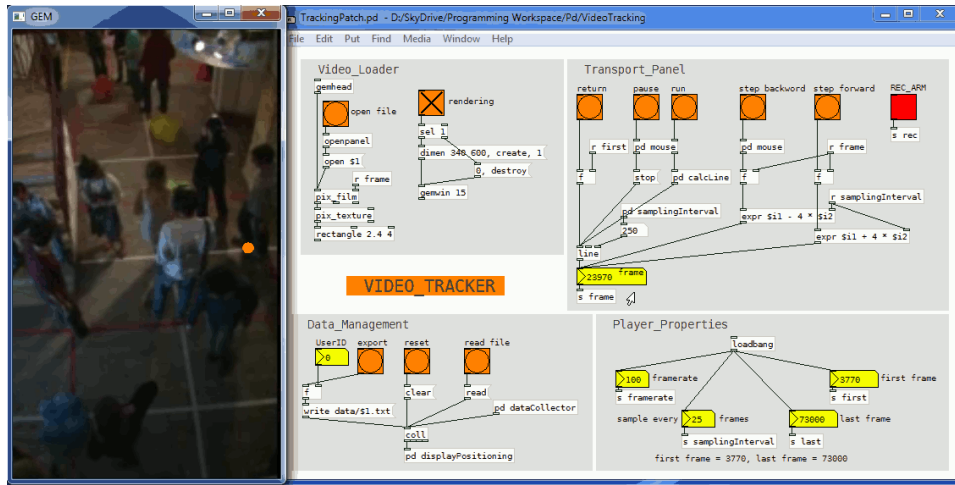 GEM
TrackingPatch.pd - D:/SkyDrive/Programming Workspace/Pd/VideoTracking
File Edit Put Find Media Window Help
Video_Loader
gemhead
open file
openpanel
open $1
r frame
pix_film
pix_texture
rectangle 2.4 4
rendering
sel 1
dimen 340 600, create, 1
0, destroy
gemwin 15
VIDEO_TRACKER
Transport_Panel
return pause run step backword step forward REC_ARM
s rec
r first pd mouse pd mouse r frame
f stop pd calcLine f f
r samplingInterval
pd samplingInterval
250
expr $i1 - 4 * $i2
expr $i1 + 4 * $i2
line
23970 frame
s frame
Data_Management
UserID export reset read file
0
f clear read
write data/$1.txt
pd dataCollector
coll
pd displayPositioning
Player_Properties
loadbang
100 framerate
s framerate
3770 first frame
s first
sample every 25 frames
s samplingInterval
73000 last frame
s last
first frame = 3770, last frame = 73000